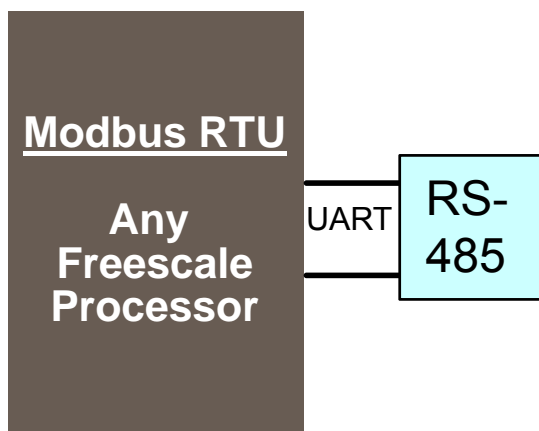 Modbus RTU
Any
Freescale
Processor
UART
RS-
485